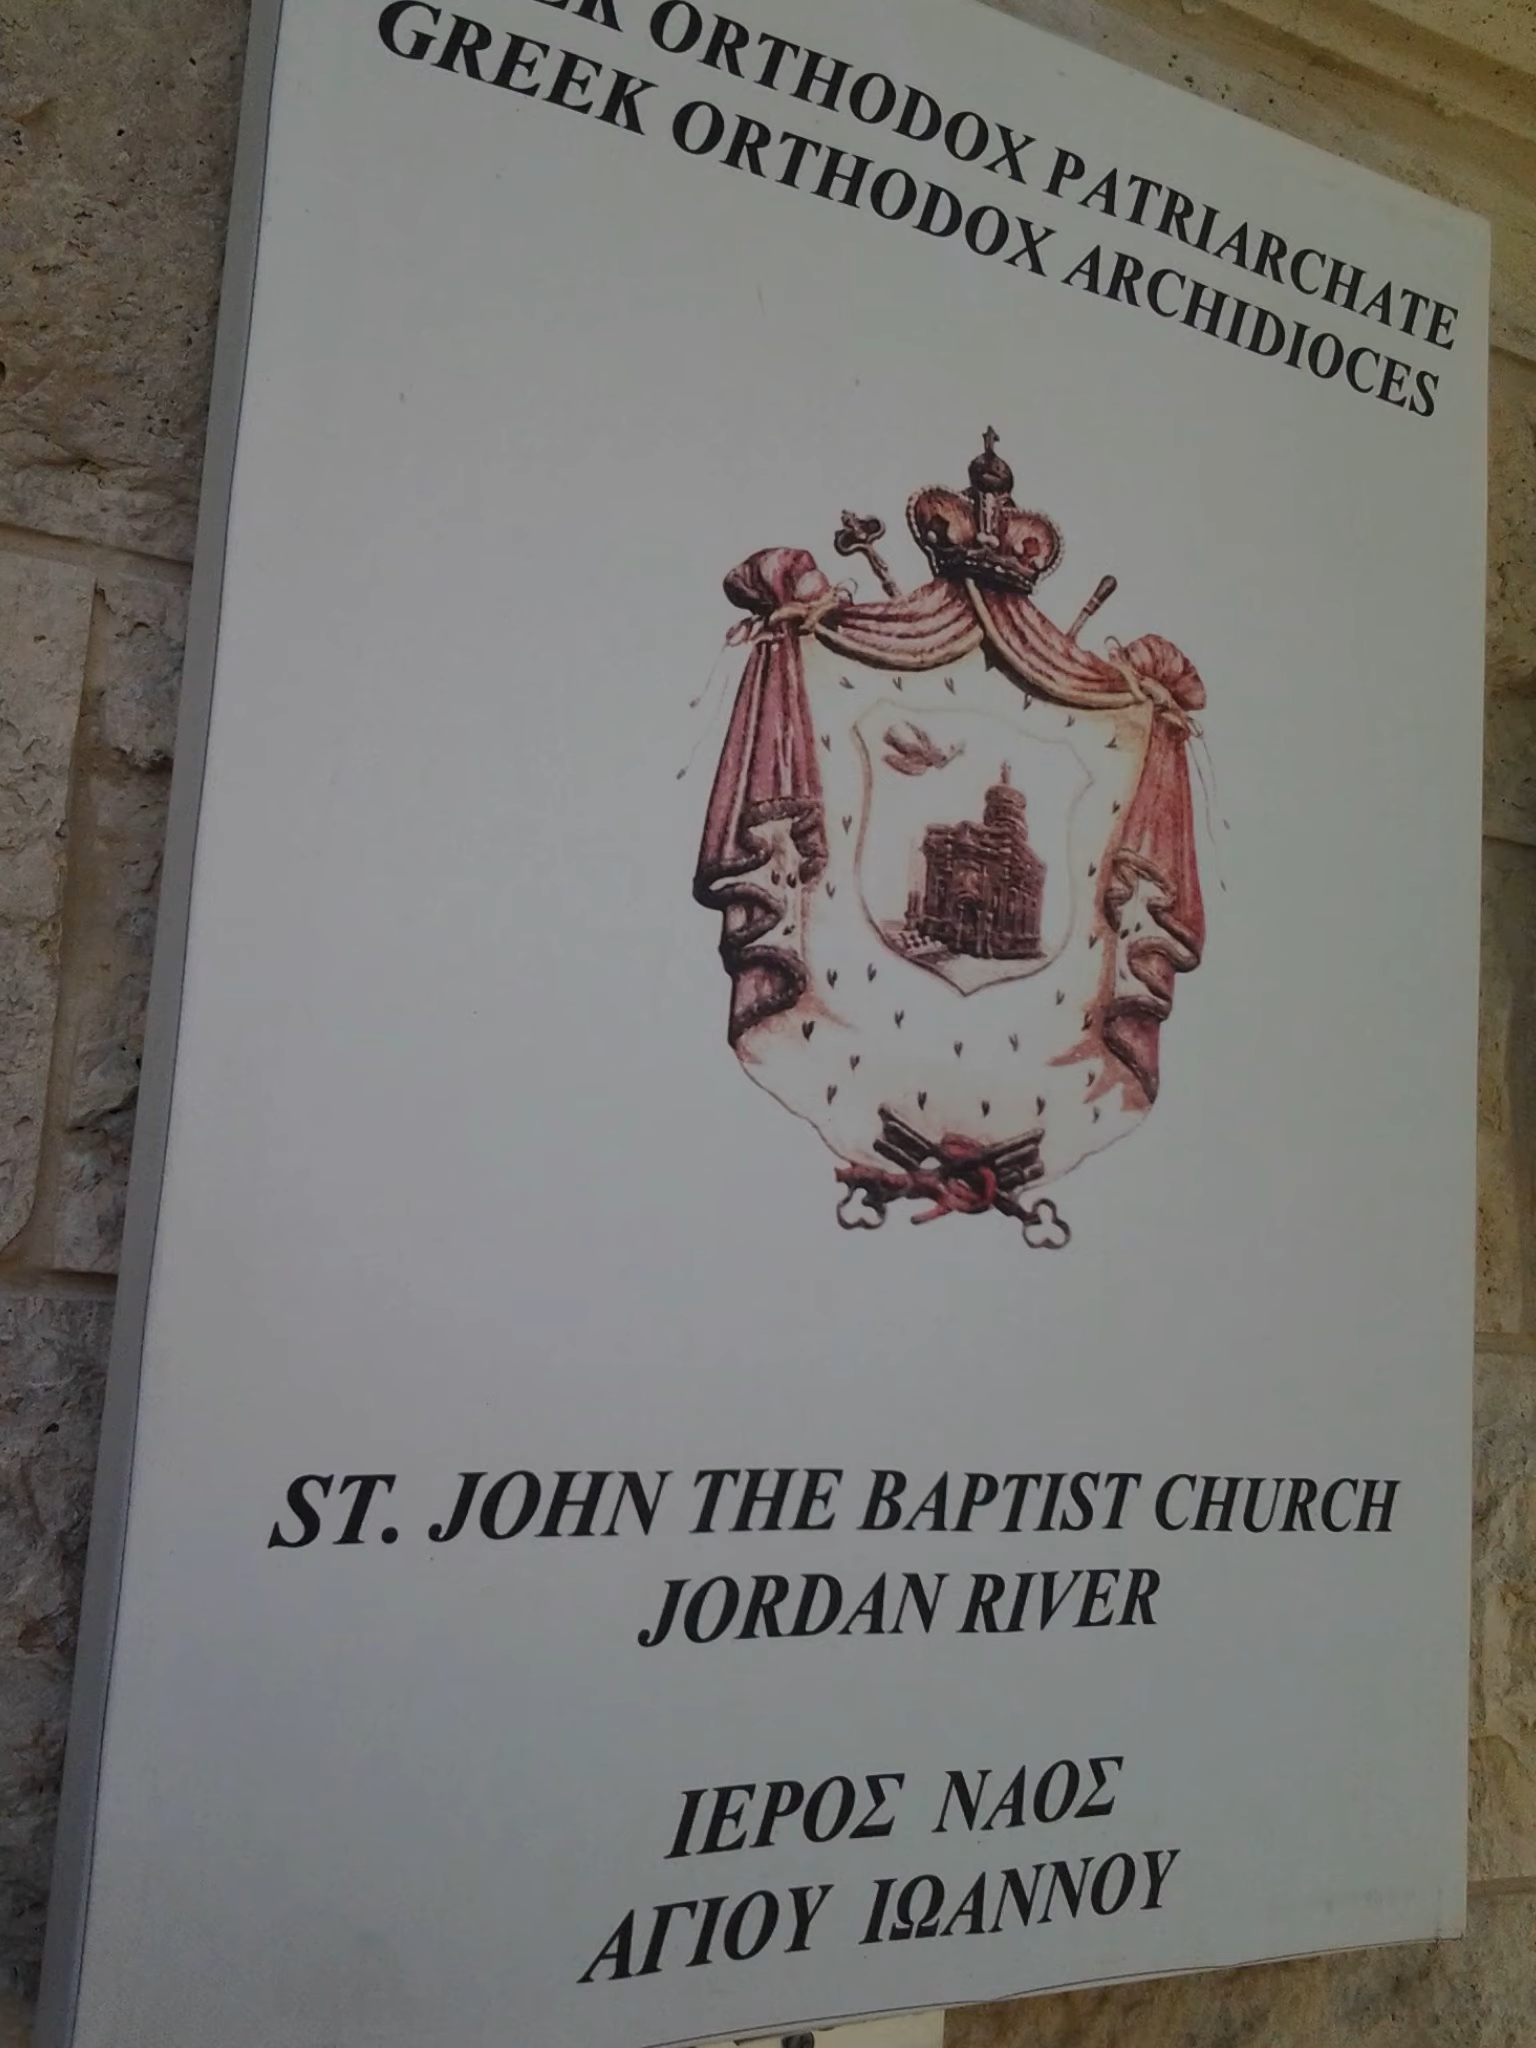 ORTHODOX PATRIARCHATE
GREEK ORTHODOX ARCHIDIOCES
ST. JOHN THE BAPTIST CHURCH
JORDAN RIVER
ΙΕΡΟΣ ΝΑΟΣ
ΑΓΙΟΥ ΙΩΑΝΝΟΥ